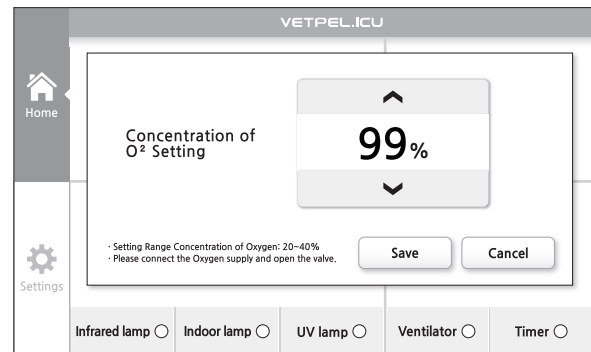 VETPEL.ICU
Home
Concentration of
O² Setting
99%
· Setting Range Concentration of Oxygen: 20~40%
· Please connect the Oxygen supply and open the valve.
Save
Cancel
Settings
Infrared lamp
Indoor lamp
UV lamp
Ventilator
Timer